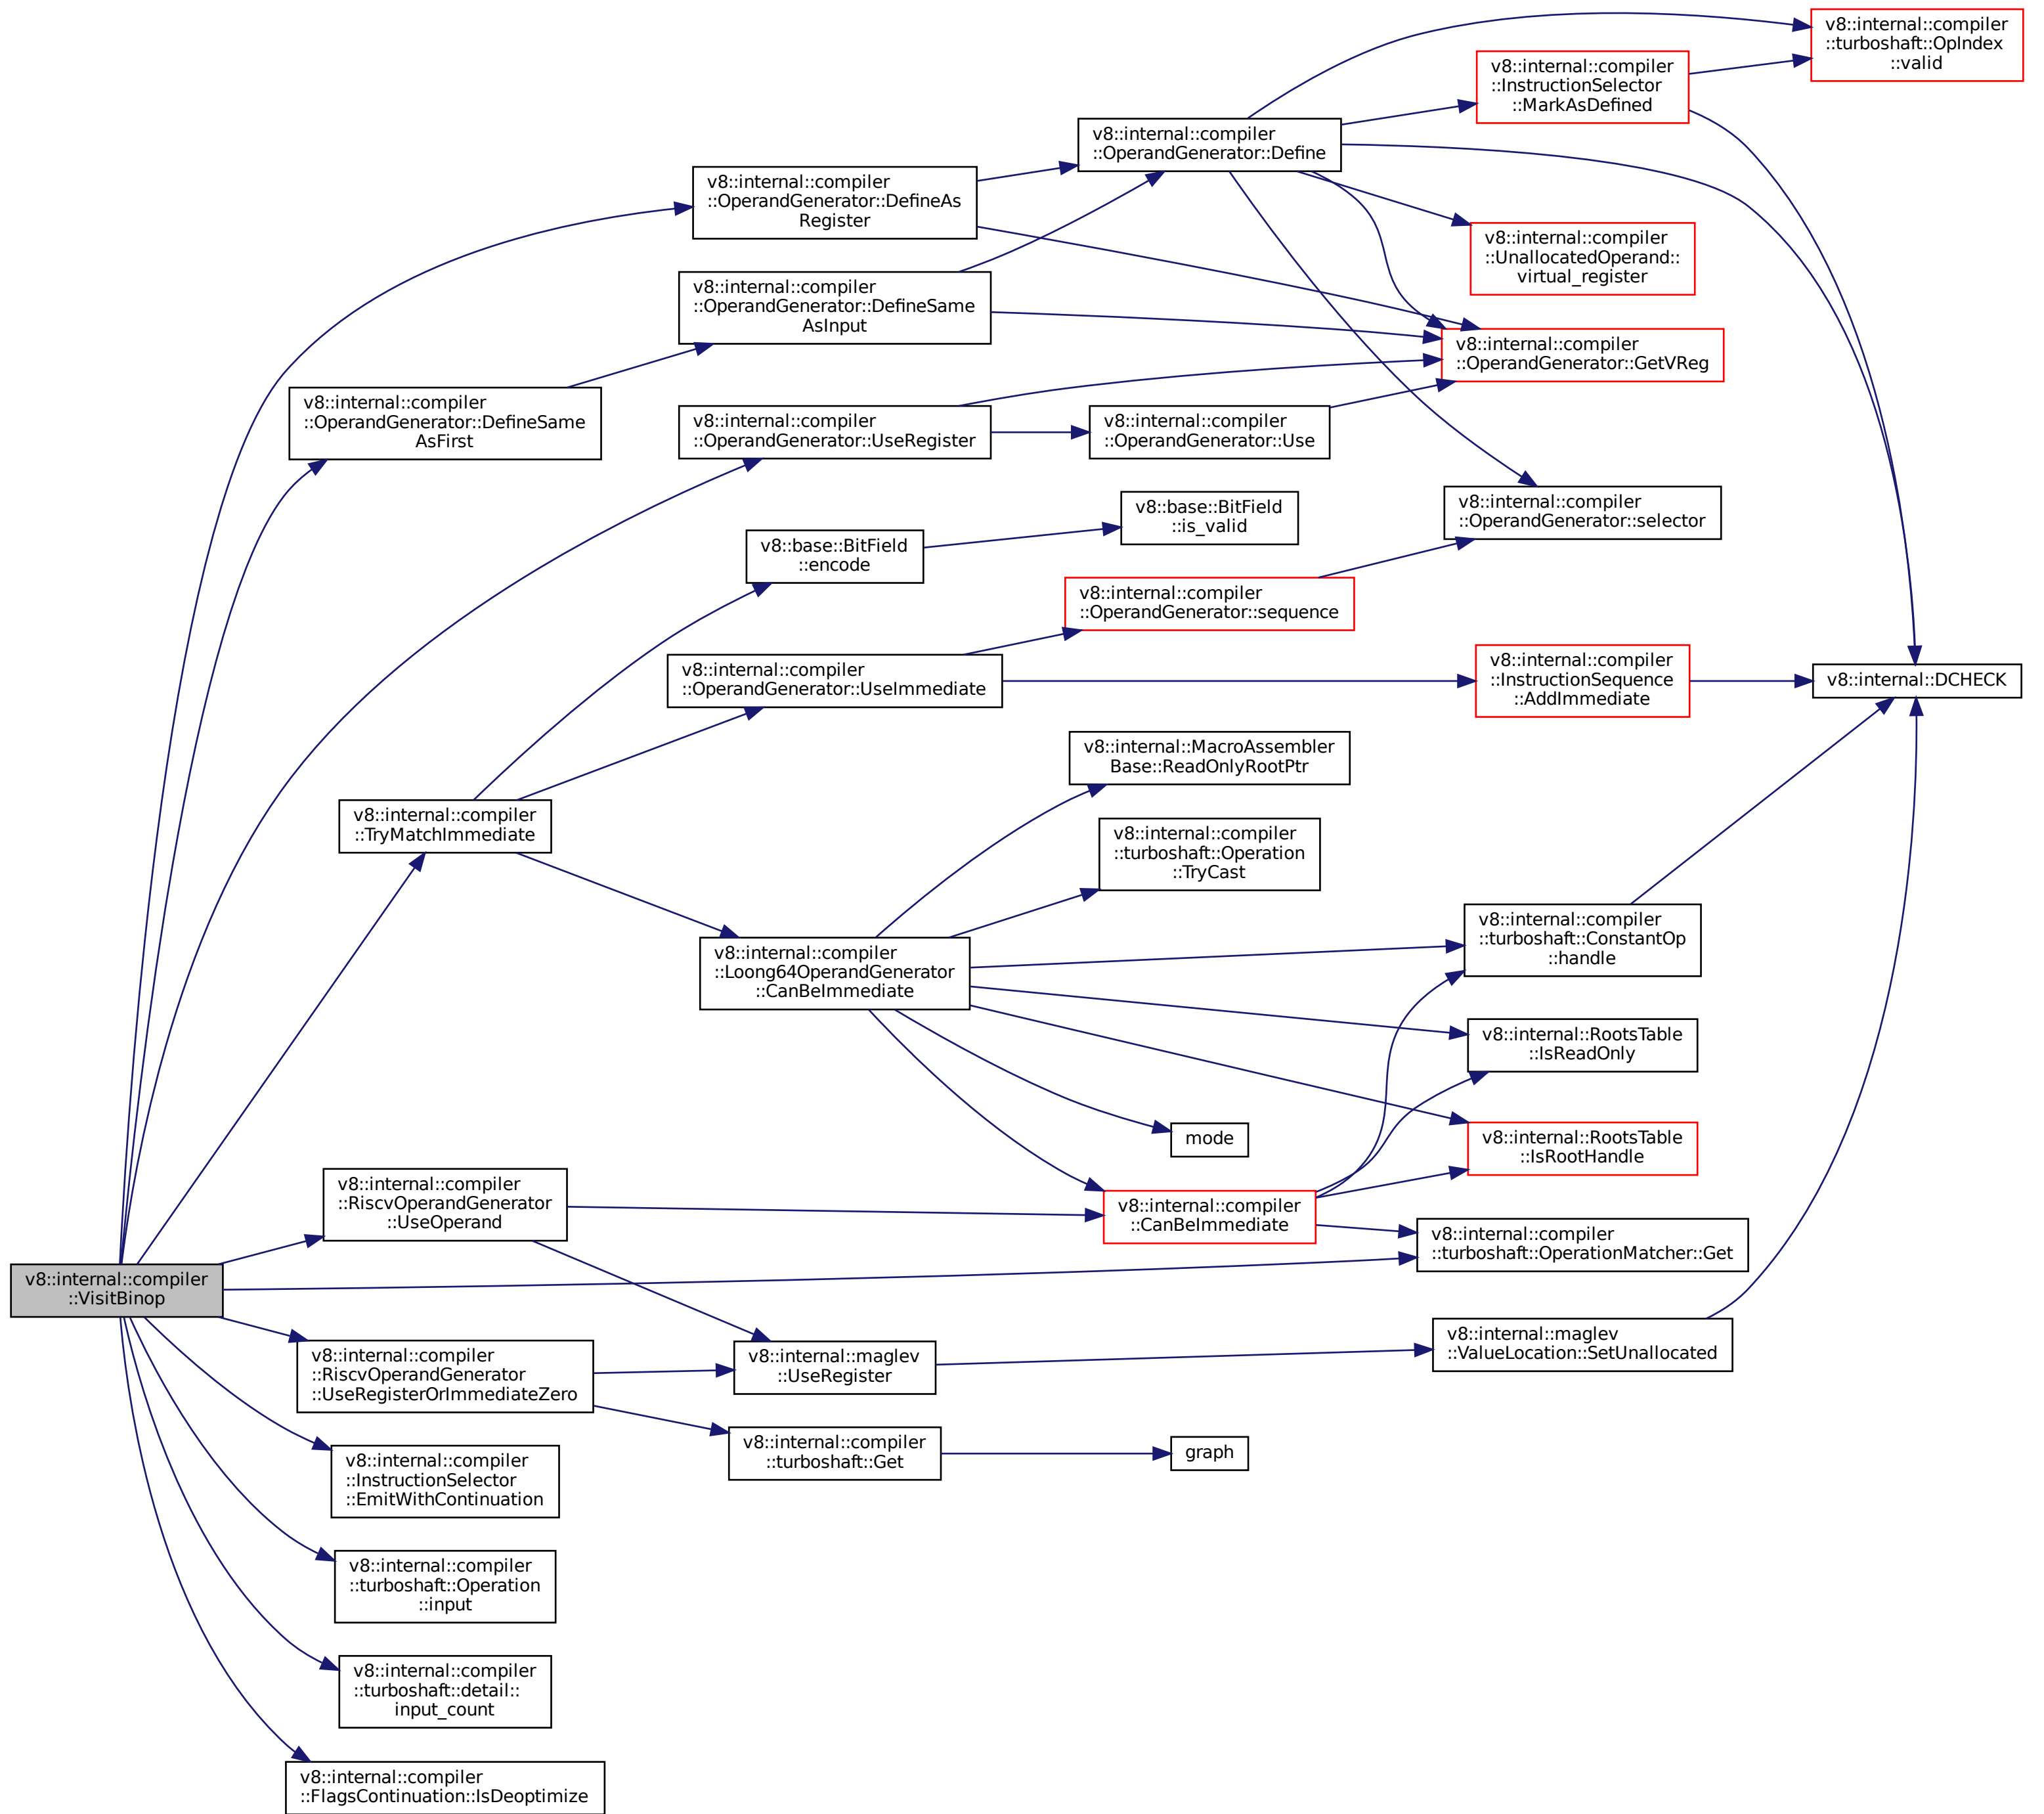 v8::internal::compiler
::turboshaft::OpIndex
::valid
v8::internal::compiler
::InstructionSelector
::MarkAsDefined
v8::internal::compiler
::OperandGenerator::Define
v8::internal::compiler
::OperandGenerator::DefineAs
Register
v8::internal::compiler
::UnallocatedOperand::
virtual_register
v8::internal::compiler
::OperandGenerator::DefineSame
AsInput
v8::internal::compiler
::OperandGenerator::GetVReg
v8::internal::compiler
::OperandGenerator::DefineSame
AsFirst
v8::internal::compiler
::OperandGenerator::UseRegister
v8::internal::compiler
::OperandGenerator::Use
v8::base::BitField
::is_valid
v8::internal::compiler
::OperandGenerator::selector
v8::base::BitField
::encode
v8::internal::compiler
::OperandGenerator::sequence
v8::internal::compiler
::OperandGenerator::UseImmediate
v8::internal::compiler
::InstructionSequence
::AddImmediate
v8::internal::DCHECK
v8::internal::MacroAssembler
Base::ReadOnlyRootPtr
v8::internal::compiler
::TryMatchImmediate
v8::internal::compiler
::turboshaft::Operation
::TryCast
v8::internal::compiler
::turboshaft::ConstantOp
::handle
v8::internal::compiler
::Loong64OperandGenerator
::CanBeImmediate
v8::internal::RootsTable
::IsReadOnly
mode
v8::internal::RootsTable
::IsRootHandle
v8::internal::compiler
::RiscvOperandGenerator
::UseOperand
v8::internal::compiler
::CanBeImmediate
v8::internal::compiler
::turboshaft::OperationMatcher::Get
v8::internal::compiler
::VisitBinop
v8::internal::maglev
::ValueLocation::SetUnallocated
v8::internal::compiler
::RiscvOperandGenerator
::UseRegisterOrImmediateZero
v8::internal::maglev
::UseRegister
v8::internal::compiler
::turboshaft::Get
graph
v8::internal::compiler
::InstructionSelector
::EmitWithContinuation
v8::internal::compiler
::turboshaft::Operation
::input
v8::internal::compiler
::turboshaft::detail::
input_count
v8::internal::compiler
::FlagsContinuation::IsDeoptimize